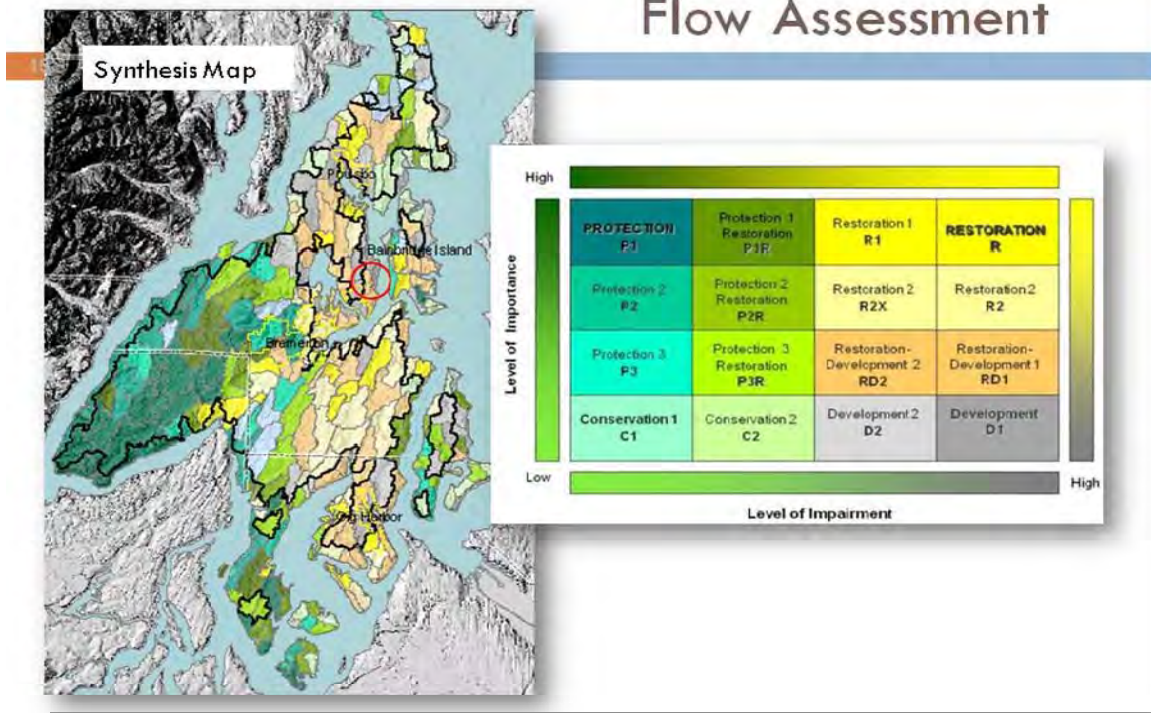 Flow Assessment
Synthesis Map
Poulsbo
Bainbridge Island
Bremerton
Gig Harbor
High
Level of Importance
Low
PROTECTION
P1
Protection 1
Restoration
P1R
Restoration 1
R1
RESTORATION
R
Protection 2
P2
Protection 2
Restoration
P2R
Restoration 2
R2X
Restoration2
R2
Protection 3
P3
Protection 3
Restoration
P3R
Restoration-
Development 2
RD2
Restoration-
Development 1
RD1
Conservation 1
C1
Conservation 2
C2
Development 2
D2
Development
D1
High
Level of Impairment